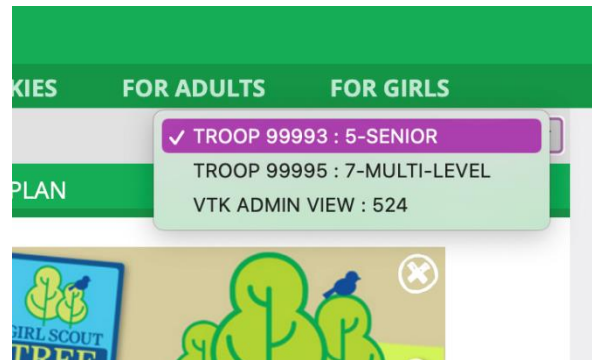 KIES FOR ADULTS FOR GIRLS
✓ TROOP 99993 : 5-SENIOR
TROOP 99995 : 7-MULTI-LEVEL
PLAN
VTK ADMIN VIEW : 524
GIRL SCOUT
TREE